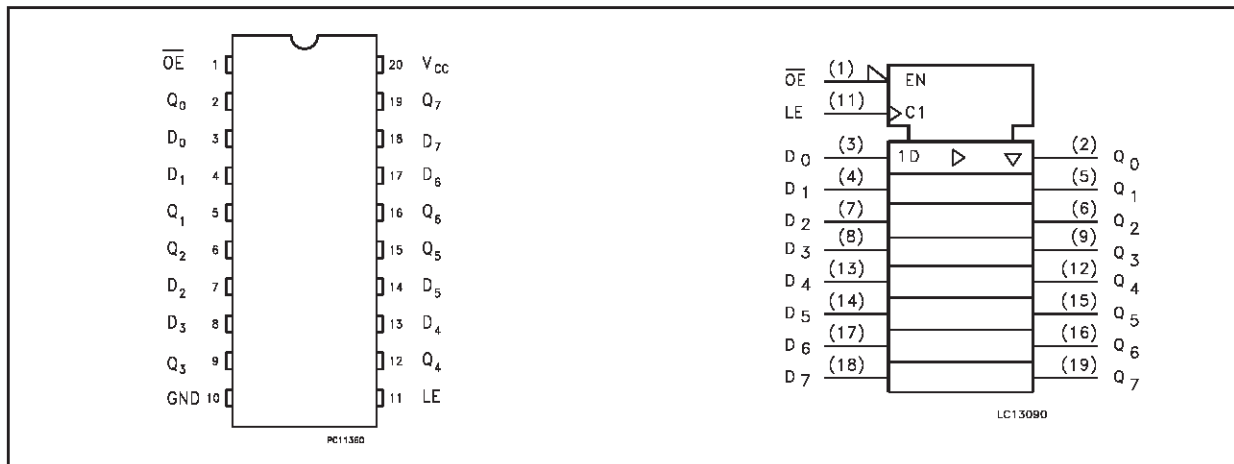 OE 1 20 VCC
Q0 2 19 Q7
D0 3 18 D7
D1 4 17 D6
Q1 5 16 Q6
Q2 6 15 Q5
D2 7 14 D5
D3 8 13 D4
Q3 9 12 Q4
GND 10 11 LE
PC11360
OE (1) EN
LE (11) C1
D0 (3) 1D (2) Q0
D1 (4) (5) Q1
D2 (7) (6) Q2
D3 (8) (9) Q3
D4 (13) (12) Q4
D5 (14) (15) Q5
D6 (17) (16) Q6
D7 (18) (19) Q7
LC13090